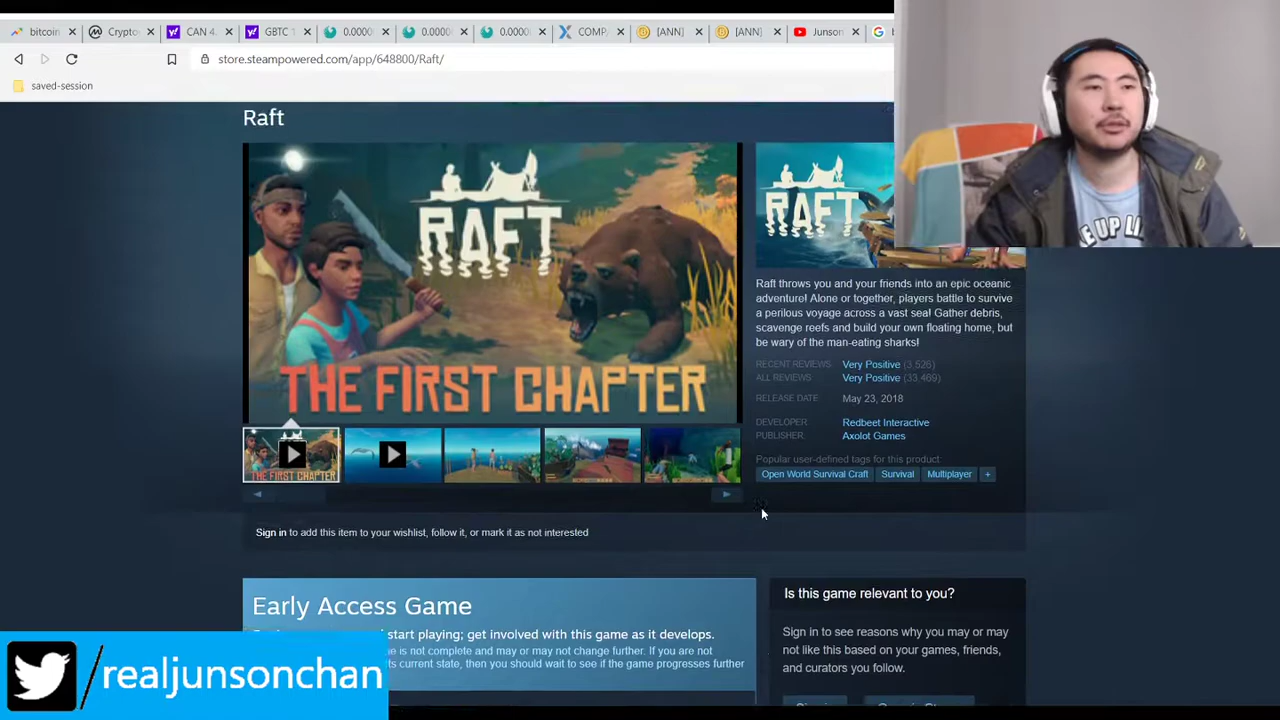 bitcoin
Crypto
CAN 4.
GBTC 1
0.0000
0.0000
0.0000
COMP
[ANN]
[ANN]
Junson
store.steampowered.com/app/648800/Raft/
saved-session
Raft
RAFT
THE FIRST CHAPTER
RAFT
UP
Raft throws you and your friends into an epic oceanic
adventure! Alone or together, players battle to survive
a perilous voyage across a vast sea! Gather debris,
scavenge reefs and build your own floating home, but
be wary of the man-eating sharks!
RECENT REVIEWS Very Positive (3,526)
ALL REVIEWS Very Positive (33,469)
RELEASE DATE May 23, 2018
DEVELOPER Redbeet Interactive
PUBLISHER Axolot Games
Popular user-defined tags for this product
Open World Survival Craft Survival Multiplayer +
Sign in to add this item to your wishlist, follow it, or mark it as not interested
Early Access Game
start playing; get involved with this game as it develops.
is not complete and may or may not change further. If you are not
current state, then you should wait to see if the game progresses further
Is this game relevant to you?
Sign in to see reasons why you may or may
not like this based on your games, friends,
and curators you follow.
/realjunsonchan